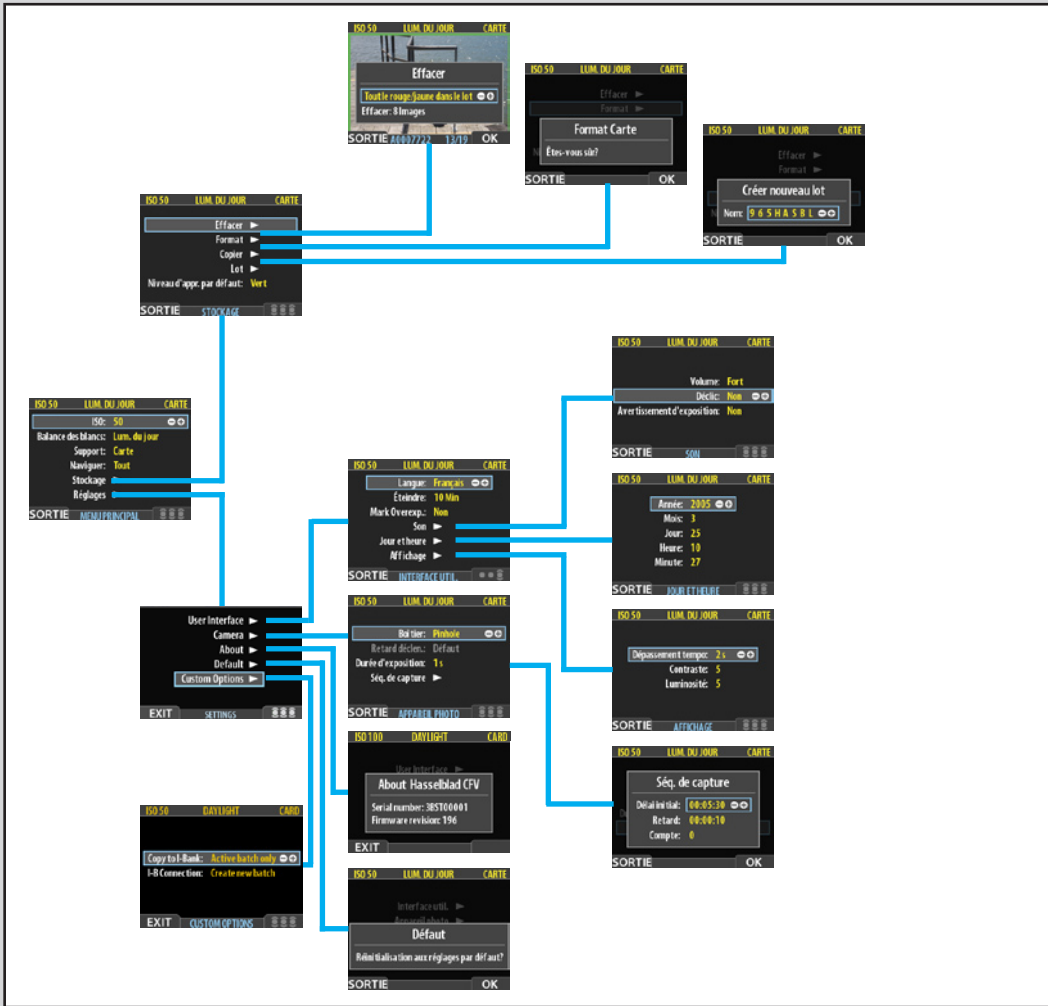 ISO 50 LUM. DU JOUR CARTE
Effacer
Tout le rouge/jaune dans le lot
Effacer: 8 Images
SORTIE A0007722 13/19 OK
ISO 50 LUM. DU JOUR CARTE
Effacer
Format
Format Carte
Êtes-vous sûr?
SORTIE OK
ISO 50 LUM. DU JOUR CARTE
Effacer
Format
Créer nouveau lot
Nom: 965HASBL
SORTIE OK
ISO 50 LUM. DU JOUR CARTE
Effacer
Format
Copier
Lot
Niveau d'appr. par défaut: Vert
SORTIE STOCKAGE
ISO 50 LUM. DU JOUR CARTE
ISO: 50
Balance des blancs: Lum. du jour
Support: Carte
Naviguer: Tout
Stockage
Réglages
SORTIE MENU PRINCIPAL
ISO 50 LUM. DU JOUR CARTE
Volume: Fort
Déclic: Non
Avertissement d'exposition: Non
SORTIE SON
ISO 50 LUM. DU JOUR CARTE
Langue: Français
Éteindre: 10 Min
Mark Overexp.: Non
Son
Jour et heure
Affichage
SORTIE INTERFACE UTIL.
ISO 50 LUM. DU JOUR CARTE
Année: 2005
Mois: 3
Jour: 25
Heure: 10
Minute: 27
SORTIE JOUR ET HEURE
User Interface
Camera
About
Default
Custom Options
EXIT SETTINGS
ISO 50 LUM. DU JOUR CARTE
Boîtier: Pinhole
Retard déclen.: Défaut
Durée d'exposition: 1 s
Séq. de capture
SORTIE APPAREIL PHOTO
ISO 50 LUM. DU JOUR CARTE
Dépassement tempo: 2 s
Contraste: 5
Luminosité: 5
SORTIE AFFICHAGE
ISO 100 DAYLIGHT CARD
User Interface
About Hasselblad CFV
Serial number: 3BST00001
Firmware revision: 196
EXIT
ISO 50 LUM. DU JOUR CARTE
Séq. de capture
Délai initial: 00:05:30
Retard: 00:00:10
Compte: 0
SORTIE OK
ISO 50 DAYLIGHT CARD
Copy to I-Bank: Active batch only
I-B Connection: Create new batch
EXIT CUSTOM OPTIONS
ISO 50 LUM. DU JOUR CARTE
Interface util.
Appareil photo
Défaut
Réinitialisation aux réglages par défaut?
SORTIE OK